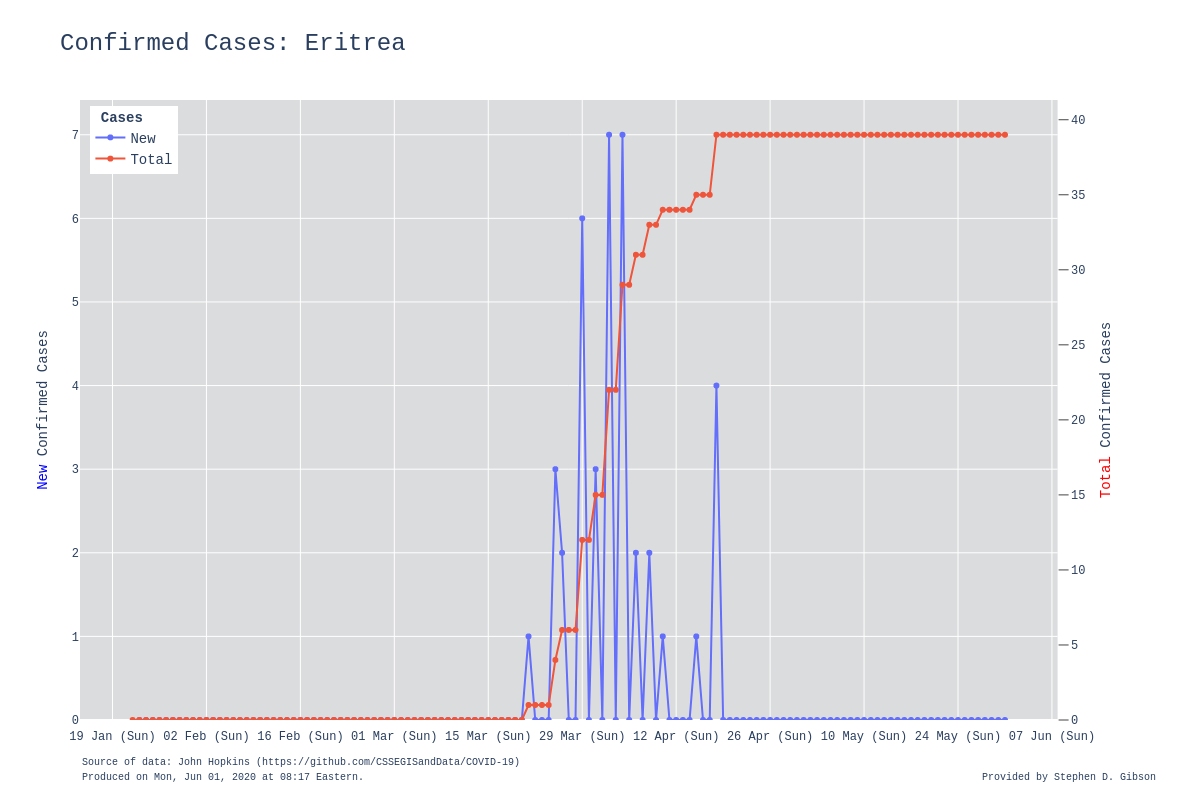 Confirmed Cases: Eritrea
Cases
New
Total
7
6
5
4
3
2
1
0
New Confirmed Cases
40
35
30
25
20
15
10
5
0
Total Confirmed Cases
19 Jan (Sun) 02 Feb (Sun) 16 Feb (Sun) 01 Mar (Sun) 15 Mar (Sun) 29 Mar (Sun) 12 Apr (Sun) 26 Apr (Sun) 10 May (Sun) 24 May (Sun) 07 Jun (Sun)
Source of data: John Hopkins (https://github.com/CSSEGISandData/COVID-19)
Produced on Mon, Jun 01, 2020 at 08:17 Eastern.
Provided by Stephen D. Gibson